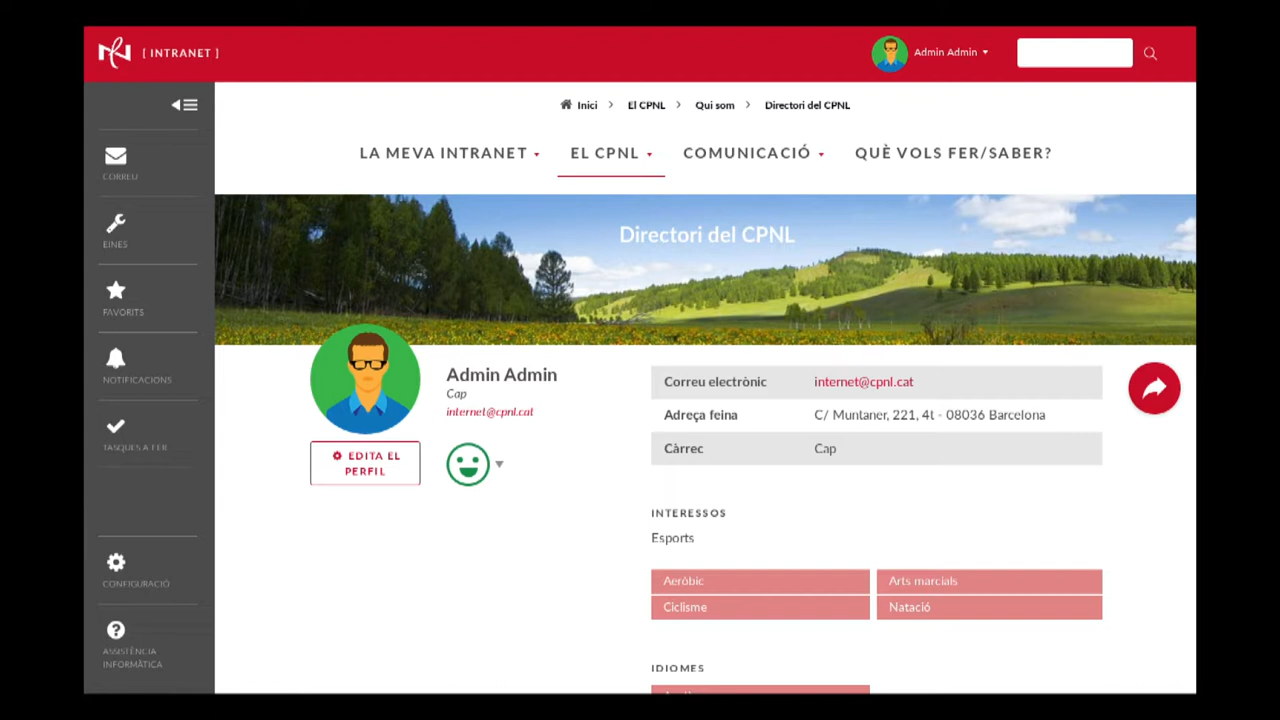 [ INTRANET ]
Admin Admin
Inici
El CPNL
Qui som
Directori del CPNL
LA MEVA INTRANET
EL CPNL
COMUNICACIÓ
QUÈ VOLS FER/SABER?
CORREU
EINES
FAVORITS
NOTIFICACIONS
TASQUES A FER
CONFIGURACIÓ
ASSISTÈNCIA
INFORMÀTICA
Directori del CPNL
Admin Admin
Cap
internet@cpnl.cat
EDITA EL
PERFIL
Correu electrònic internet@cpnl.cat
Adreça feina C/ Muntaner, 221, 4t - 08036 Barcelona
Càrrec Cap
INTERESSOS
Esports
Aeròbic Arts marcials
Ciclisme Natació
IDIOMES